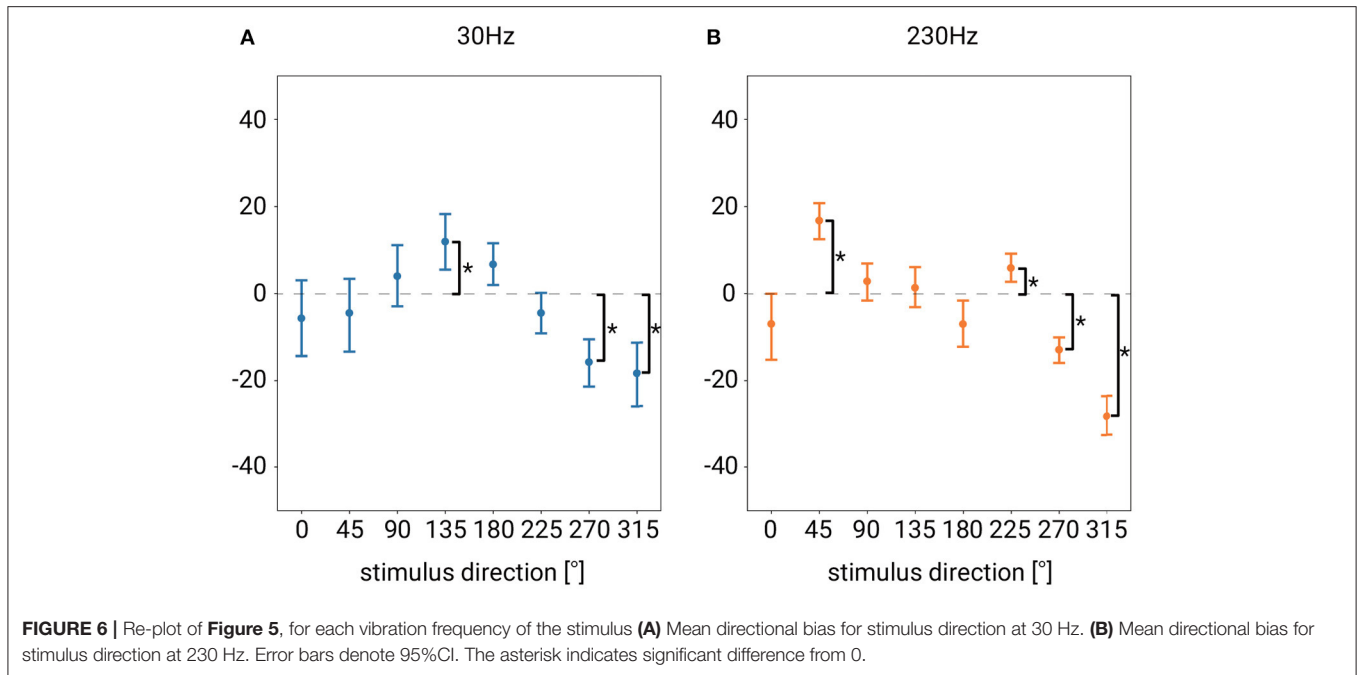 A 30Hz
B 230Hz
40
20
0
-20
-40
0 45 90 135 180 225 270 315
stimulus direction [°]
* * *
40
20
0
-20
-40
0 45 90 135 180 225 270 315
stimulus direction [°]
* * * *
FIGURE 6 | Re-plot of Figure 5, for each vibration frequency of the stimulus (A) Mean directional bias for stimulus direction at 30 Hz. (B) Mean directional bias for
stimulus direction at 230 Hz. Error bars denote 95%CI. The asterisk indicates significant difference from 0.